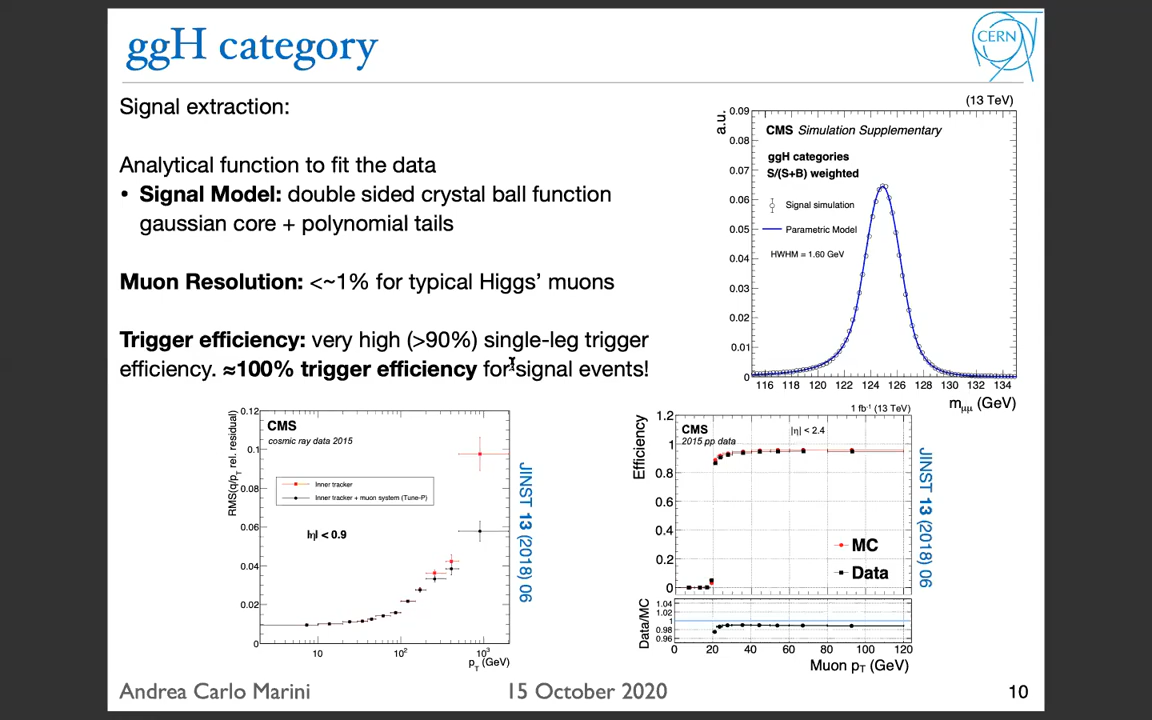 ggH category
CERN
Signal extraction:
Analytical function to fit the data
• Signal Model: double sided crystal ball function
gaussian core + polynomial tails
Muon Resolution: <~1% for typical Higgs' muons
Trigger efficiency: very high (>90%) single-leg trigger
efficiency. ≈100% trigger efficiency for signal events!
(13 TeV)
a.u.
0.09
0.08
0.07
0.06
0.05
0.04
0.03
0.02
0.01
0
CMS Simulation Supplementary
ggH categories
S/(S+B) weighted
Signal simulation
Parametric Model
HWHM = 1.60 GeV
116 118 120 122 124 126 128 130 132 134
mμμ (GeV)
RMS(q/pT rel. residual)
0.12
0.1
0.08
0.06
0.04
0.02
0
CMS
cosmic ray data 2015
Inner tracker
Inner tracker + muon system (Tune-P)
|η| < 0.9
10 10² 10³
pT (GeV)
JINST 13 (2018) 06
1 fb⁻¹ (13 TeV)
Efficiency
1.2
1
0.8
0.6
0.4
0.2
0
CMS
2015 pp data
|η| < 2.4
MC
Data
Data/MC
1.04
1.02
1
0.98
0.96
0 20 40 60 80 100 120
Muon pT (GeV)
JINST 13 (2018) 06
Andrea Carlo Marini
15 October 2020
10